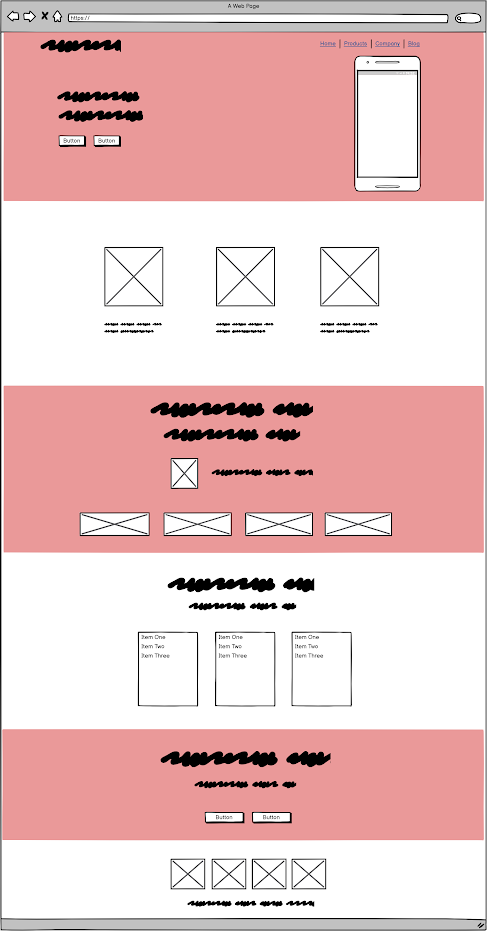 A Web Page
https://
Home | Products | Company | Blog
Button Button
Item One
Item Two
Item Three
Item One
Item Two
Item Three
Item One
Item Two
Item Three
Button Button